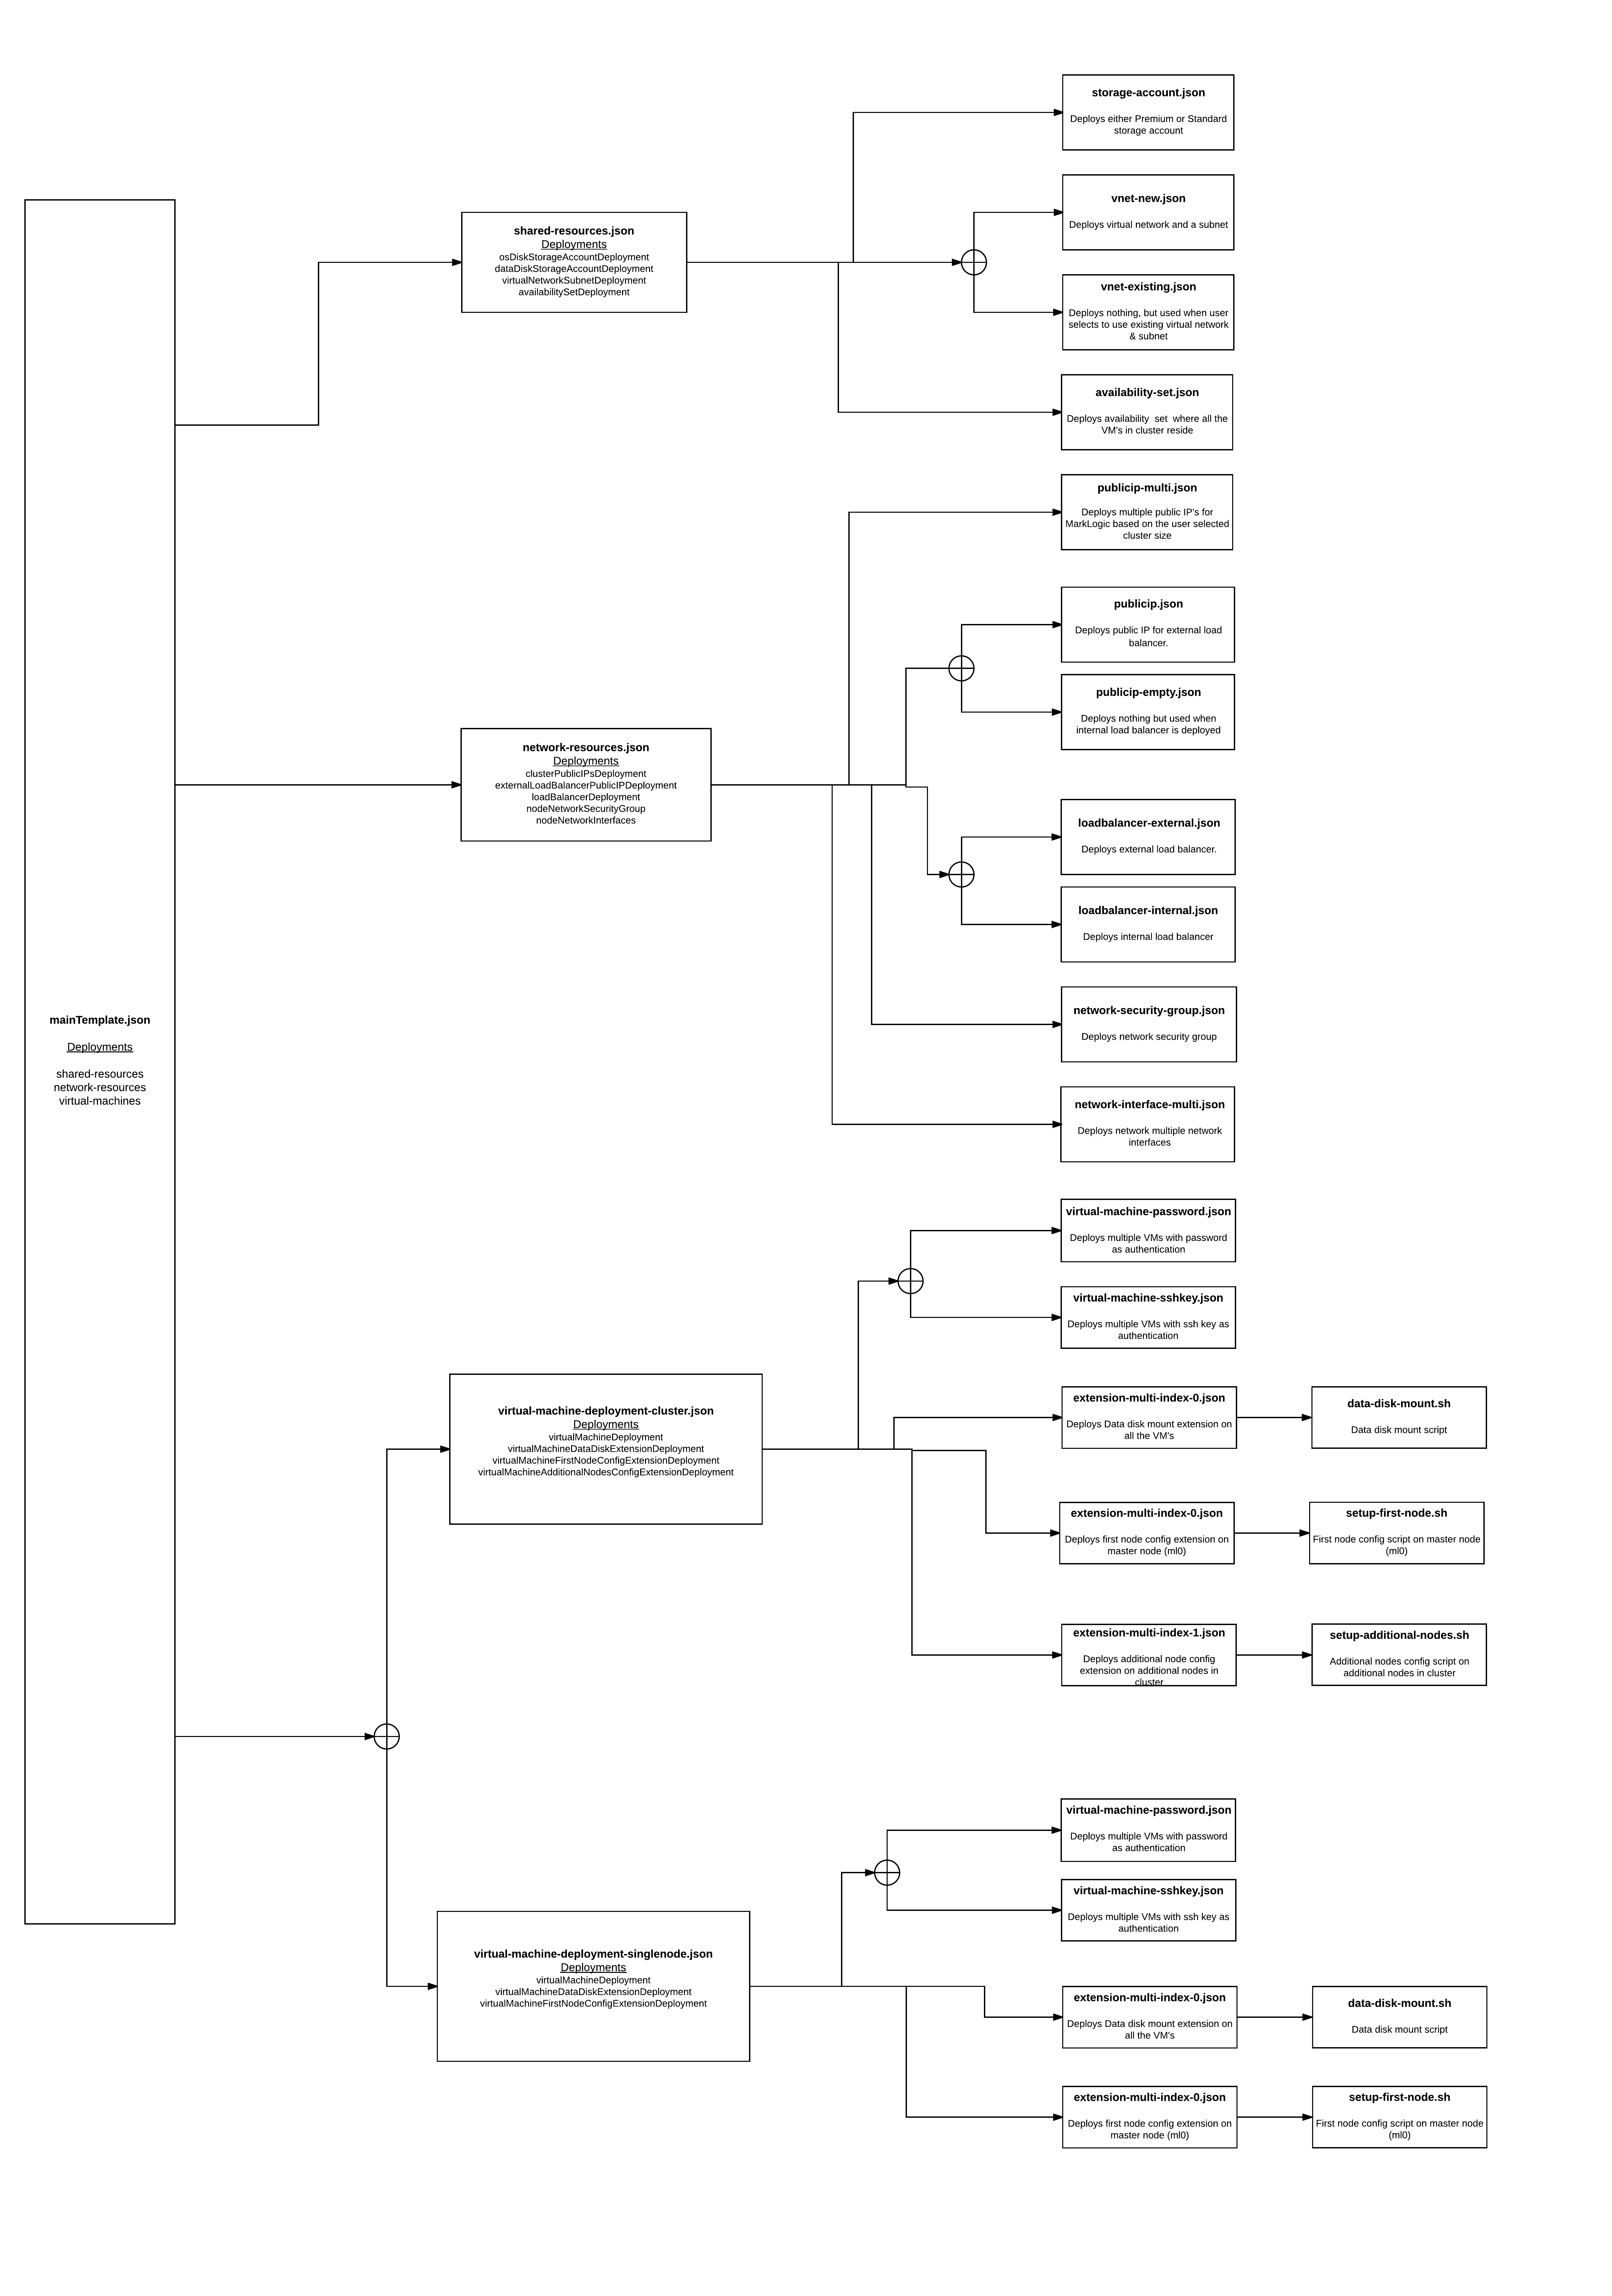 mainTemplate.json
Deployments
shared-resources
network-resources
virtual-machines
shared-resources.json
Deployments
osDiskStorageAccountDeployment
dataDiskStorageAccountDeployment
virtualNetworkSubnetDeployment
availabilitySetDeployment
storage-account.json
Deploys either Premium or Standard
storage account
vnet-new.json
Deploys virtual network and a subnet
vnet-existing.json
Deploys nothing, but used when user
selects to use existing virtual network
& subnet
availability-set.json
Deploys availability  set  where all the
VM's in cluster reside
network-resources.json
Deployments
clusterPublicIPsDeployment
externalLoadBalancerPublicIPDeployment
loadBalancerDeployment
nodeNetworkSecurityGroup
nodeNetworkInterfaces
publicip-multi.json
Deploys multiple public IP's for
MarkLogic based on the user selected
cluster size
publicip.json
Deploys public IP for external load
balancer.
publicip-empty.json
Deploys nothing but used when
internal load balancer is deployed
loadbalancer-external.json
Deploys external load balancer.
loadbalancer-internal.json
Deploys internal load balancer
network-security-group.json
Deploys network security group
network-interface-multi.json
Deploys network multiple network
interfaces
virtual-machine-deployment-cluster.json
Deployments
virtualMachineDeployment
virtualMachineDataDiskExtensionDeployment
virtualMachineFirstNodeConfigExtensionDeployment
virtualMachineAdditionalNodesConfigExtensionDeployment
virtual-machine-password.json
Deploys multiple VMs with password
as authentication
virtual-machine-sshkey.json
Deploys multiple VMs with ssh key as
authentication
extension-multi-index-0.json
Deploys Data disk mount extension on
all the VM's
data-disk-mount.sh
Data disk mount script
extension-multi-index-0.json
Deploys first node config extension on
master node (ml0)
setup-first-node.sh
First node config script on master node
(ml0)
extension-multi-index-1.json
Deploys additional node config
extension on additional nodes in
cluster
setup-additional-nodes.sh
Additional nodes config script on
additional nodes in cluster
virtual-machine-deployment-singlenode.json
Deployments
virtualMachineDeployment
virtualMachineDataDiskExtensionDeployment
virtualMachineFirstNodeConfigExtensionDeployment
virtual-machine-password.json
Deploys multiple VMs with password
as authentication
virtual-machine-sshkey.json
Deploys multiple VMs with ssh key as
authentication
extension-multi-index-0.json
Deploys Data disk mount extension on
all the VM's
data-disk-mount.sh
Data disk mount script
extension-multi-index-0.json
Deploys first node config extension on
master node (ml0)
setup-first-node.sh
First node config script on master node
(ml0)